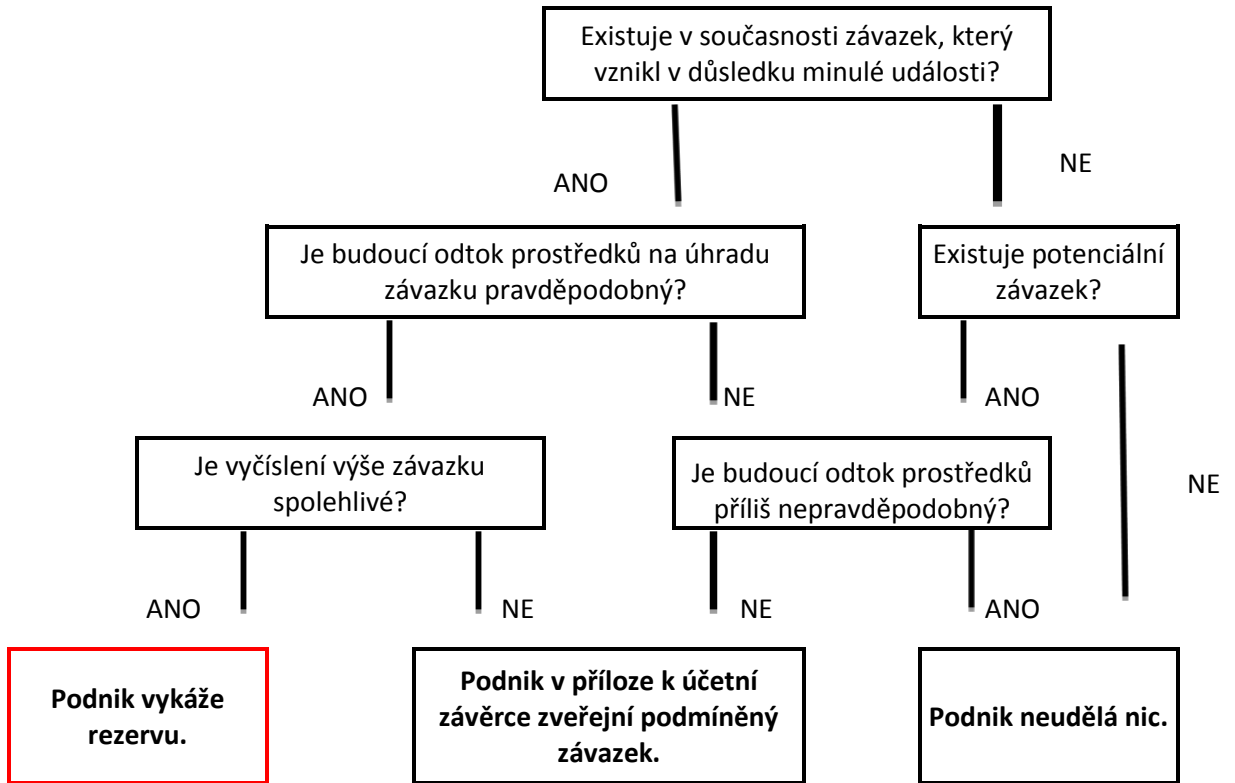 Existuje v současnosti závazek, který
vznikl v důsledku minulé události?
ANO
NE
Je budoucí odtok prostředků na úhradu
závazku pravděpodobný?
Existuje potenciální
závazek?
ANO
NE
ANO
Je vyčíslení výše závazku
spolehlivé?
Je budoucí odtok prostředků
příliš nepravděpodobný?
NE
ANO
NE
NE
ANO
Podnik vykáže
rezervu.
Podnik v příloze k účetní
závěrce zveřejní podmíněný
závazek.
Podnik neudělá nic.